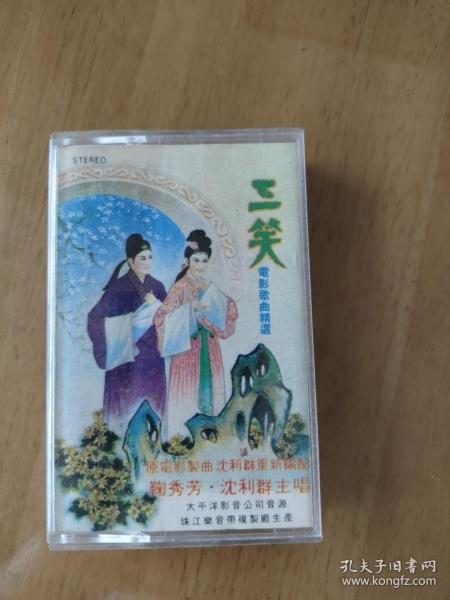 STEREO
三笑
電影歌曲精選
原電影製曲沈利群重新編配
鞠秀芳·沈利群主唱
太平洋影音公司音源
珠江樂音帶複製廠生產
孔夫子旧书网
www.kongfz.com